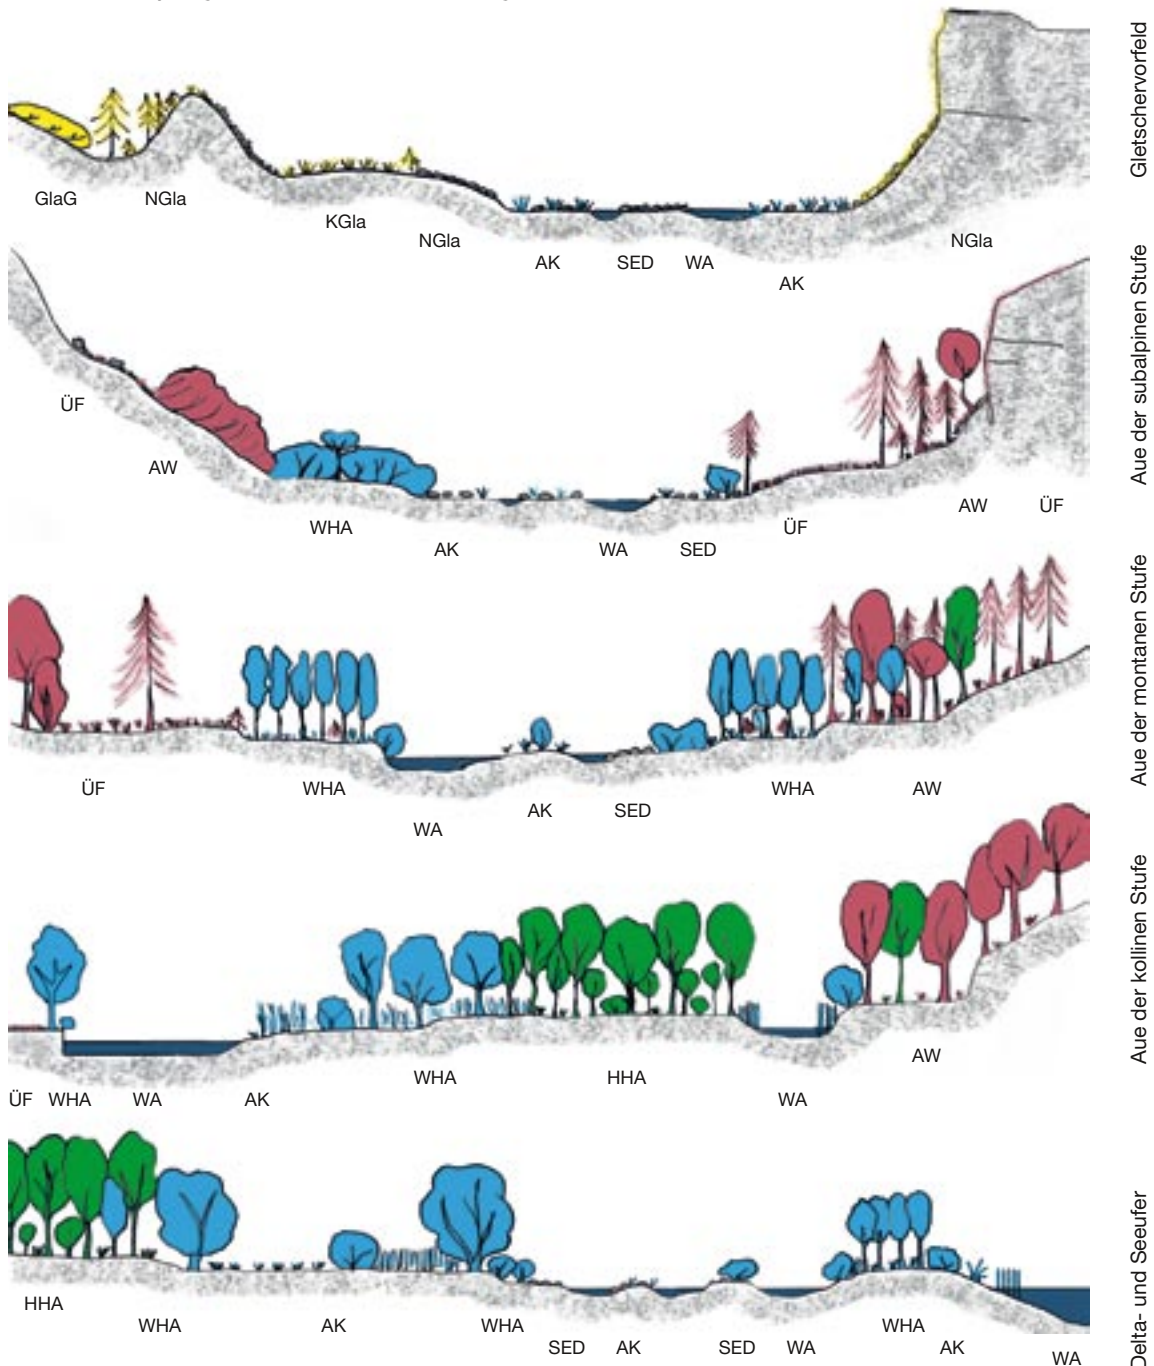 Gletschervorfeld
GlaG NGla
KGla
NGla NGla
AK SED WA
AK
Aue der subalpinen Stufe
ÜF
AW
WHA
AK WA SED ÜF AW ÜF
Aue der montanen Stufe
ÜF WHA WHA AW
WA AK SED
Aue der kollinen Stufe
WHA HHA AW
ÜF WHA WA AK WA
Delta- und Seeufer
HHA
WHA AK WHA WHA
SED AK SED WA AK
WA